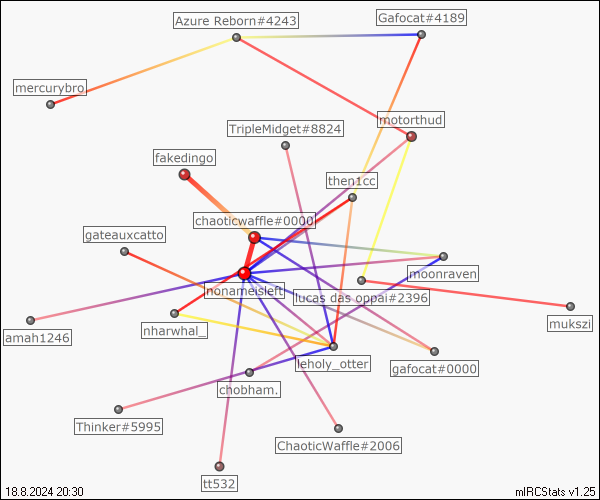 Azure Reborn#4243
Gafocat#4189
mercurybro
motorthud
TripleMidget#8824
fakedingo
then1cc
chaoticwaffle#0000
gateauxcatto
moonraven
nonameisleft
lucas das oppai#2396
mukszi
amah1246
nharwhal_
leholy_otter
gafocat#0000
chobham.
Thinker#5995
ChaoticWaffle#2006
tt532
18.8.2024 20:30
mIRCStats v1.25